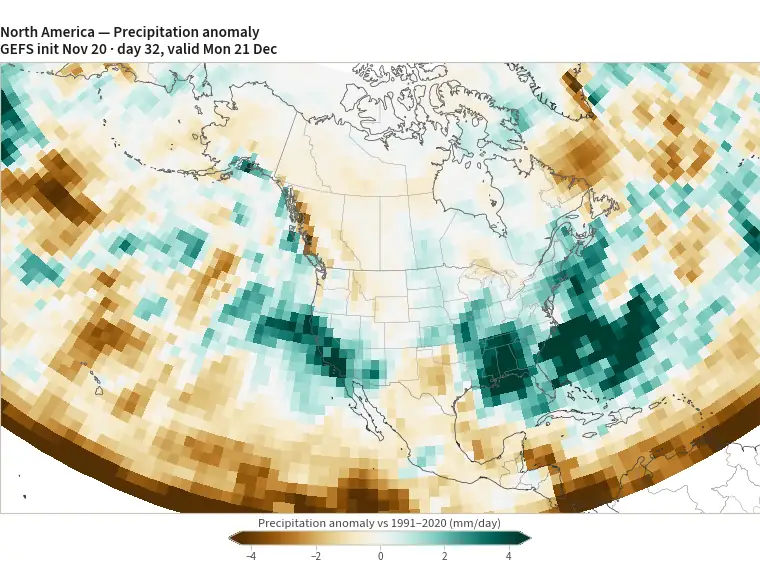 North America — Precipitation anomaly
GEFS init Nov 20 · day 32, valid Mon 21 Dec
Precipitation anomaly vs 1991–2020 (mm/day)
−4 −2 0 2 4